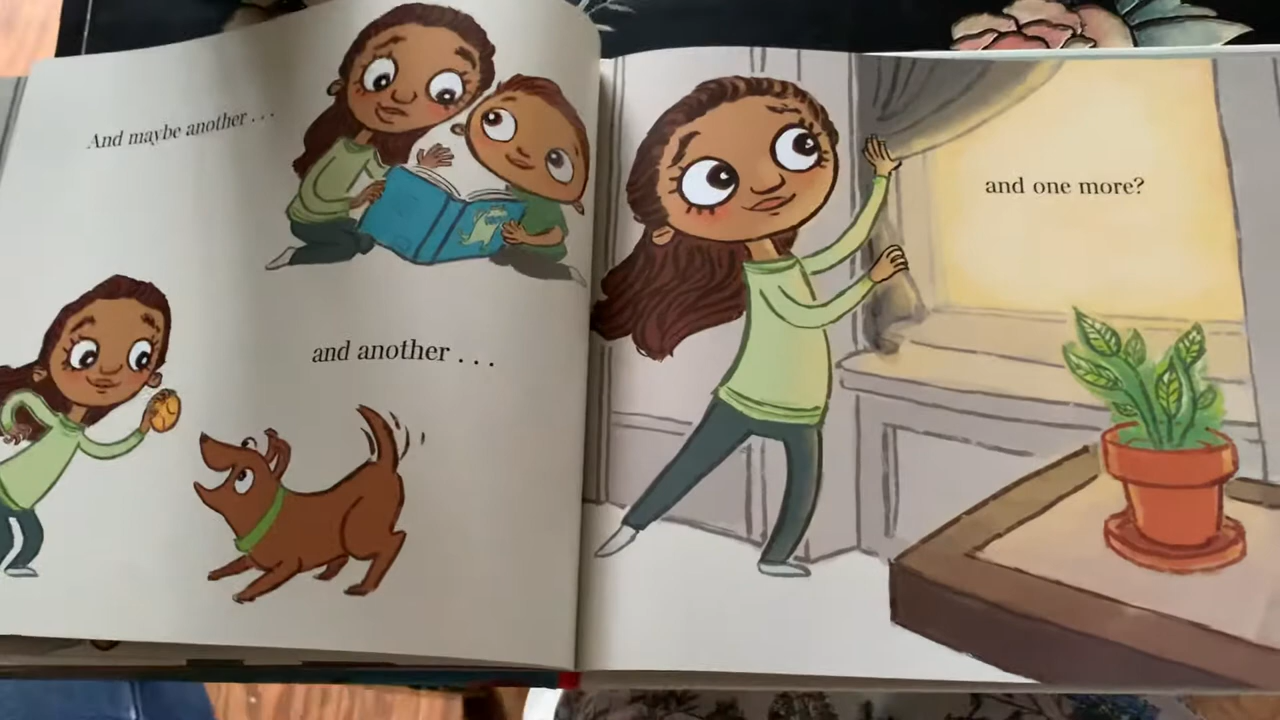 And maybe another . . .
and another . . .
and one more?